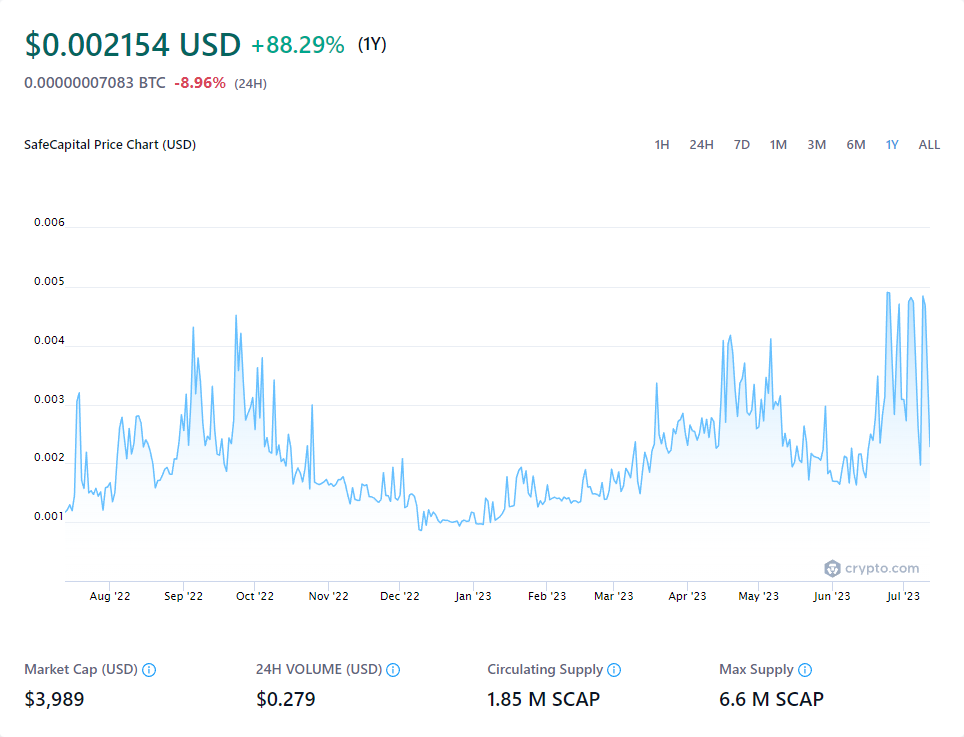 $0.002154 USD +88.29% (1Y)
0.00000007083 BTC -8.96% (24H)
SafeCapital Price Chart (USD) 1H 24H 7D 1M 3M 6M 1Y ALL
0.006
0.005
0.004
0.003
0.002
0.001
crypto.com
Aug '22 Sep '22 Oct '22 Nov '22 Dec '22 Jan '23 Feb '23 Mar '23 Apr '23 May '23 Jun '23 Jul '23
Market Cap (USD) 24H VOLUME (USD) Circulating Supply Max Supply
$3,989 $0.279 1.85 M SCAP 6.6 M SCAP